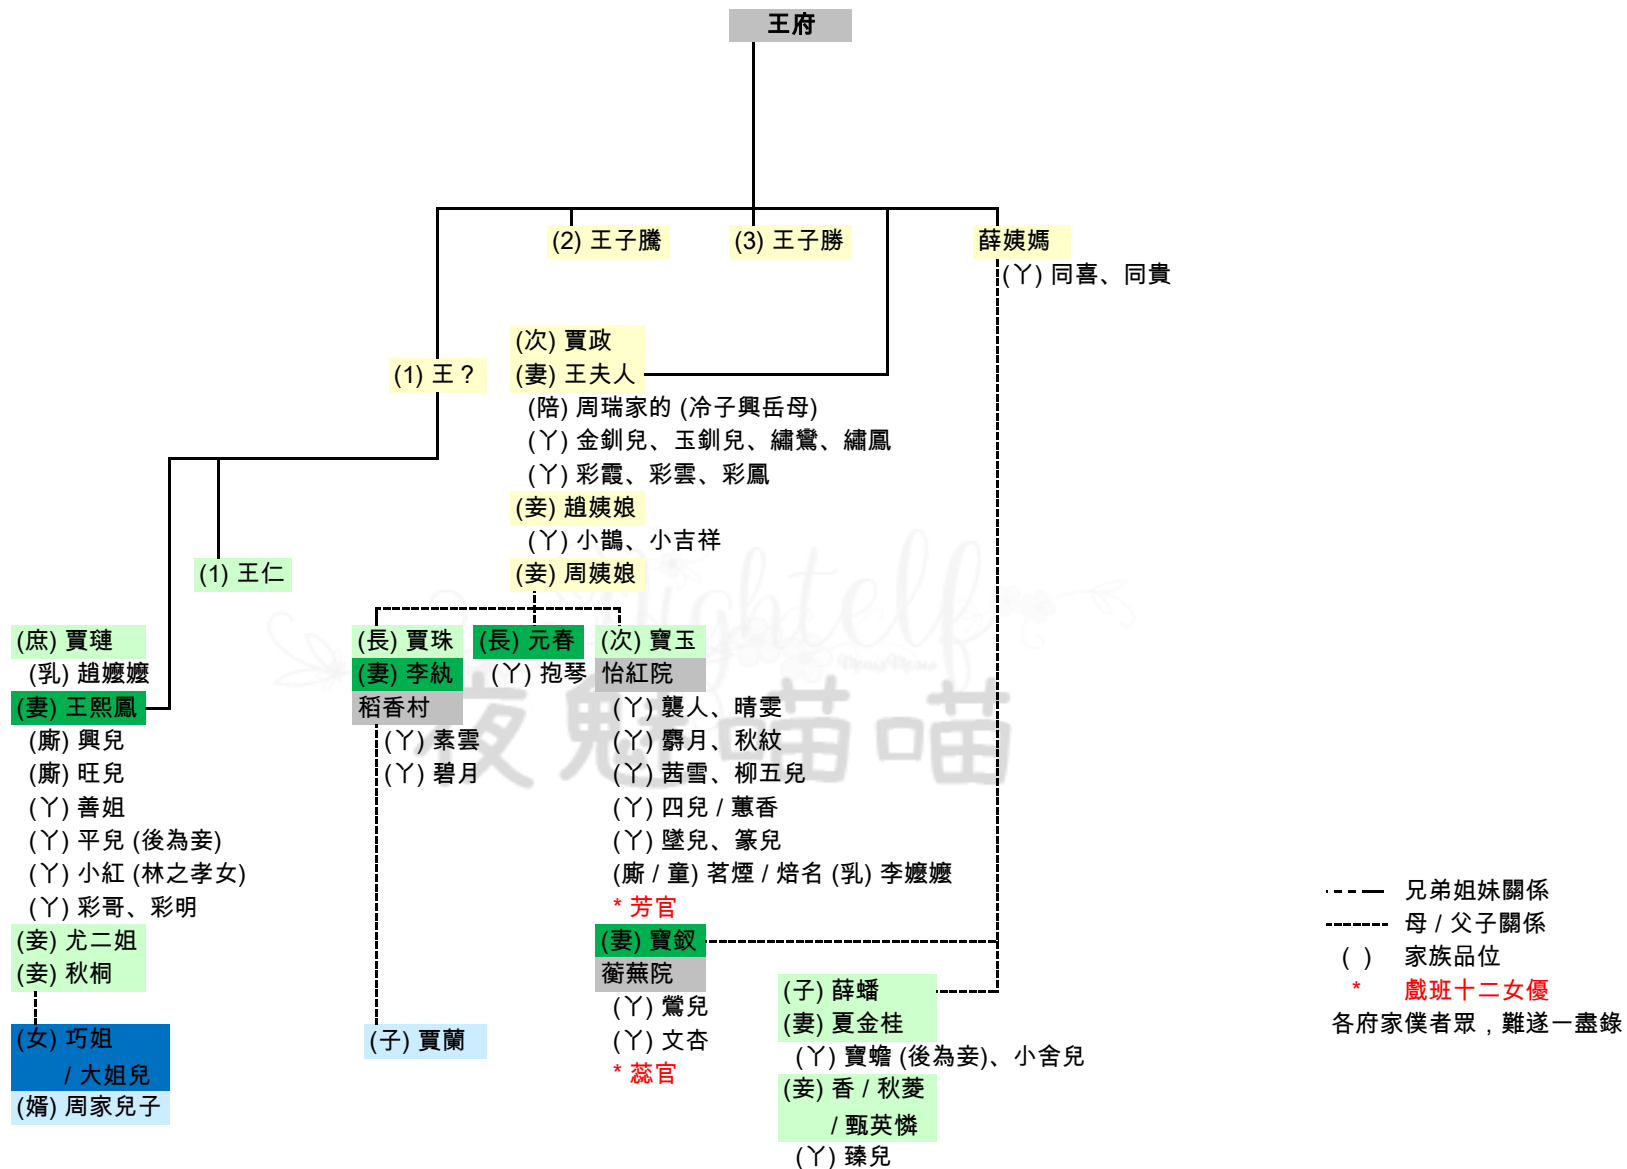 王府
(2) 王子騰
(3) 王子勝
薛姨媽
(丫) 同喜、同貴
(1) 王 ?
(次) 賈政
(妻) 王夫人
(陪) 周瑞家的 (冷子興岳母)
(丫) 金釧兒、玉釧兒、繡鸞、繡鳳
(丫) 彩霞、彩雲、彩鳳
(妾) 趙姨娘
(丫) 小鵲、小吉祥
(妾) 周姨娘
(1) 王仁
(庶) 賈璉
(乳) 趙嬤嬤
(妻) 王熙鳳
(廝) 興兒
(廝) 旺兒
(丫) 善姐
(丫) 平兒 (後為妾)
(丫) 小紅 (林之孝女)
(丫) 彩哥、彩明
(妾) 尤二姐
(妾) 秋桐
(女) 巧姐
/ 大姐兒
(婿) 周家兒子
(長) 賈珠
(妻) 李紈
稻香村
(丫) 素雲
(丫) 碧月
(子) 賈蘭
(長) 元春
(丫) 抱琴
(次) 寶玉
怡紅院
(丫) 襲人、晴雯
(丫) 麝月、秋紋
(丫) 茜雪、柳五兒
(丫) 四兒 / 蕙香
(丫) 墜兒、篆兒
(廝 / 童) 茗煙 / 焙名 (乳) 李嬤嬤
* 芳官
(妻) 寶釵
蘅蕪院
(丫) 鶯兒
(丫) 文杏
* 蕊官
(子) 薛蟠
(妻) 夏金桂
(丫) 寶蟾 (後為妾)、小舍兒
(妾) 香 / 秋菱
/ 甄英憐
(丫) 臻兒
兄弟姐妹關係
母 / 父子關係
( ) 家族品位
* 戲班十二女優
各府家僕者眾，難遂一盡錄
Nightelf
MeowMeow
夜魅喵喵